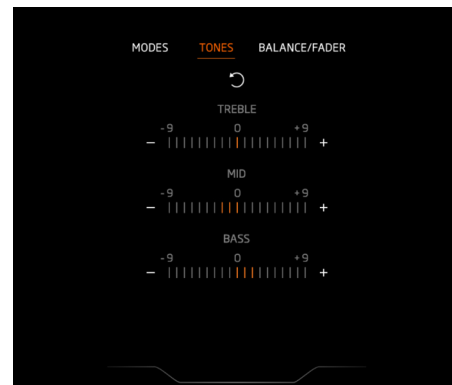 MODES TONES BALANCE/FADER
TREBLE
-9 0 +9
− +
MID
-9 0 +9
− +
BASS
-9 0 +9
− +